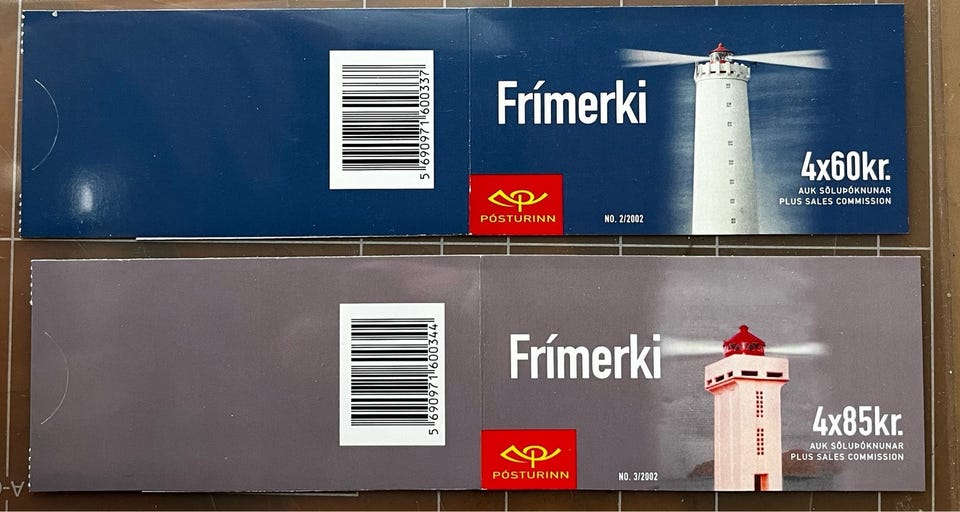 5 690971 600337
Frímerki
4x60kr.
AUK SÖLUÞÓKNUNAR
PLUS SALES COMMISSION
PÓSTURINN
NO. 2/2002
5 690971 600344
Frímerki
4x85kr.
AUK SÖLUÞÓKNUNAR
PLUS SALES COMMISSION
PÓSTURINN
NO. 3/2002